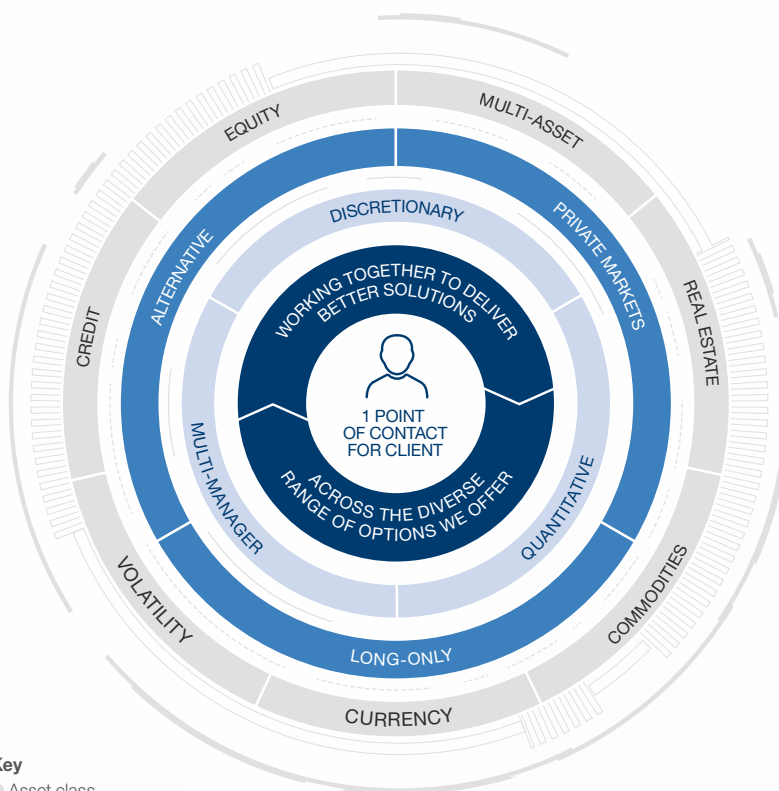 EQUITY
MULTI-ASSET
REAL ESTATE
COMMODITIES
CURRENCY
VOLATILITY
CREDIT
ALTERNATIVE
PRIVATE MARKETS
LONG-ONLY
DISCRETIONARY
QUANTITATIVE
MULTI-MANAGER
WORKING TOGETHER TO DELIVER
BETTER SOLUTIONS
1 POINT
OF CONTACT
FOR CLIENT
ACROSS THE DIVERSE
RANGE OF OPTIONS WE OFFER
Key
Asset class